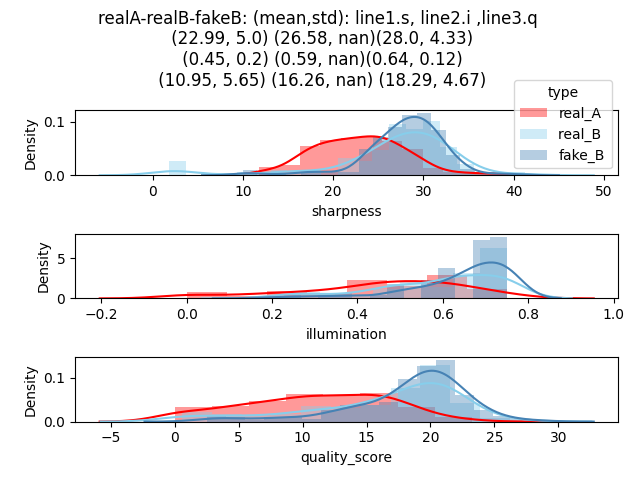 realA-realB-fakeB: (mean,std): line1.s, line2.i ,line3.q
(22.99, 5.0) (26.58, nan)(28.0, 4.33)
(0.45, 0.2) (0.59, nan)(0.64, 0.12)
(10.95, 5.65) (16.26, nan) (18.29, 4.67)
type
real_A
real_B
fake_B
Density
0.1
0.0
0 10 20 30 40 50
sharpness
Density
5
0
−0.2 0.0 0.2 0.4 0.6 0.8 1.0
illumination
Density
0.1
0.0
−5 0 5 10 15 20 25 30
quality_score